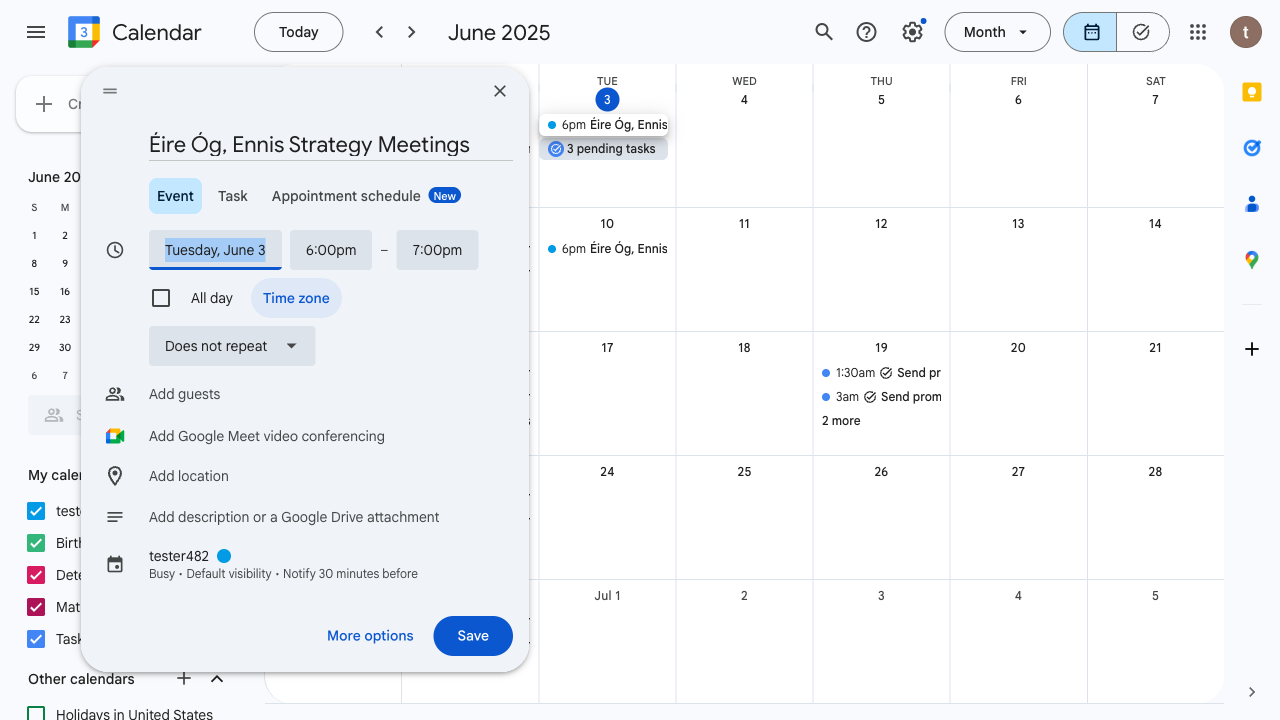 3 Calendar
Today
June 2025
Month
t
Cr
June 20
S M
1 2
8 9
15 16
22 23
29 30
6 7
S
My caler
teste
Birth
Dete
Mat
Task
Other calendars
Holidays in United States
Éire Óg, Ennis Strategy Meetings
Event Task Appointment schedule New
Tuesday, June 3 6:00pm – 7:00pm
All day Time zone
Does not repeat
Add guests
Add Google Meet video conferencing
Add location
Add description or a Google Drive attachment
tester482
Busy • Default visibility • Notify 30 minutes before
More options Save
TUE WED THU FRI SAT
3 4 5 6 7
6pm Éire Óg, Ennis
3 pending tasks
10 11 12 13 14
6pm Éire Óg, Ennis
17 18 19 20 21
1:30am Send pr
3am Send prom
2 more
24 25 26 27 28
Jul 1 2 3 4 5